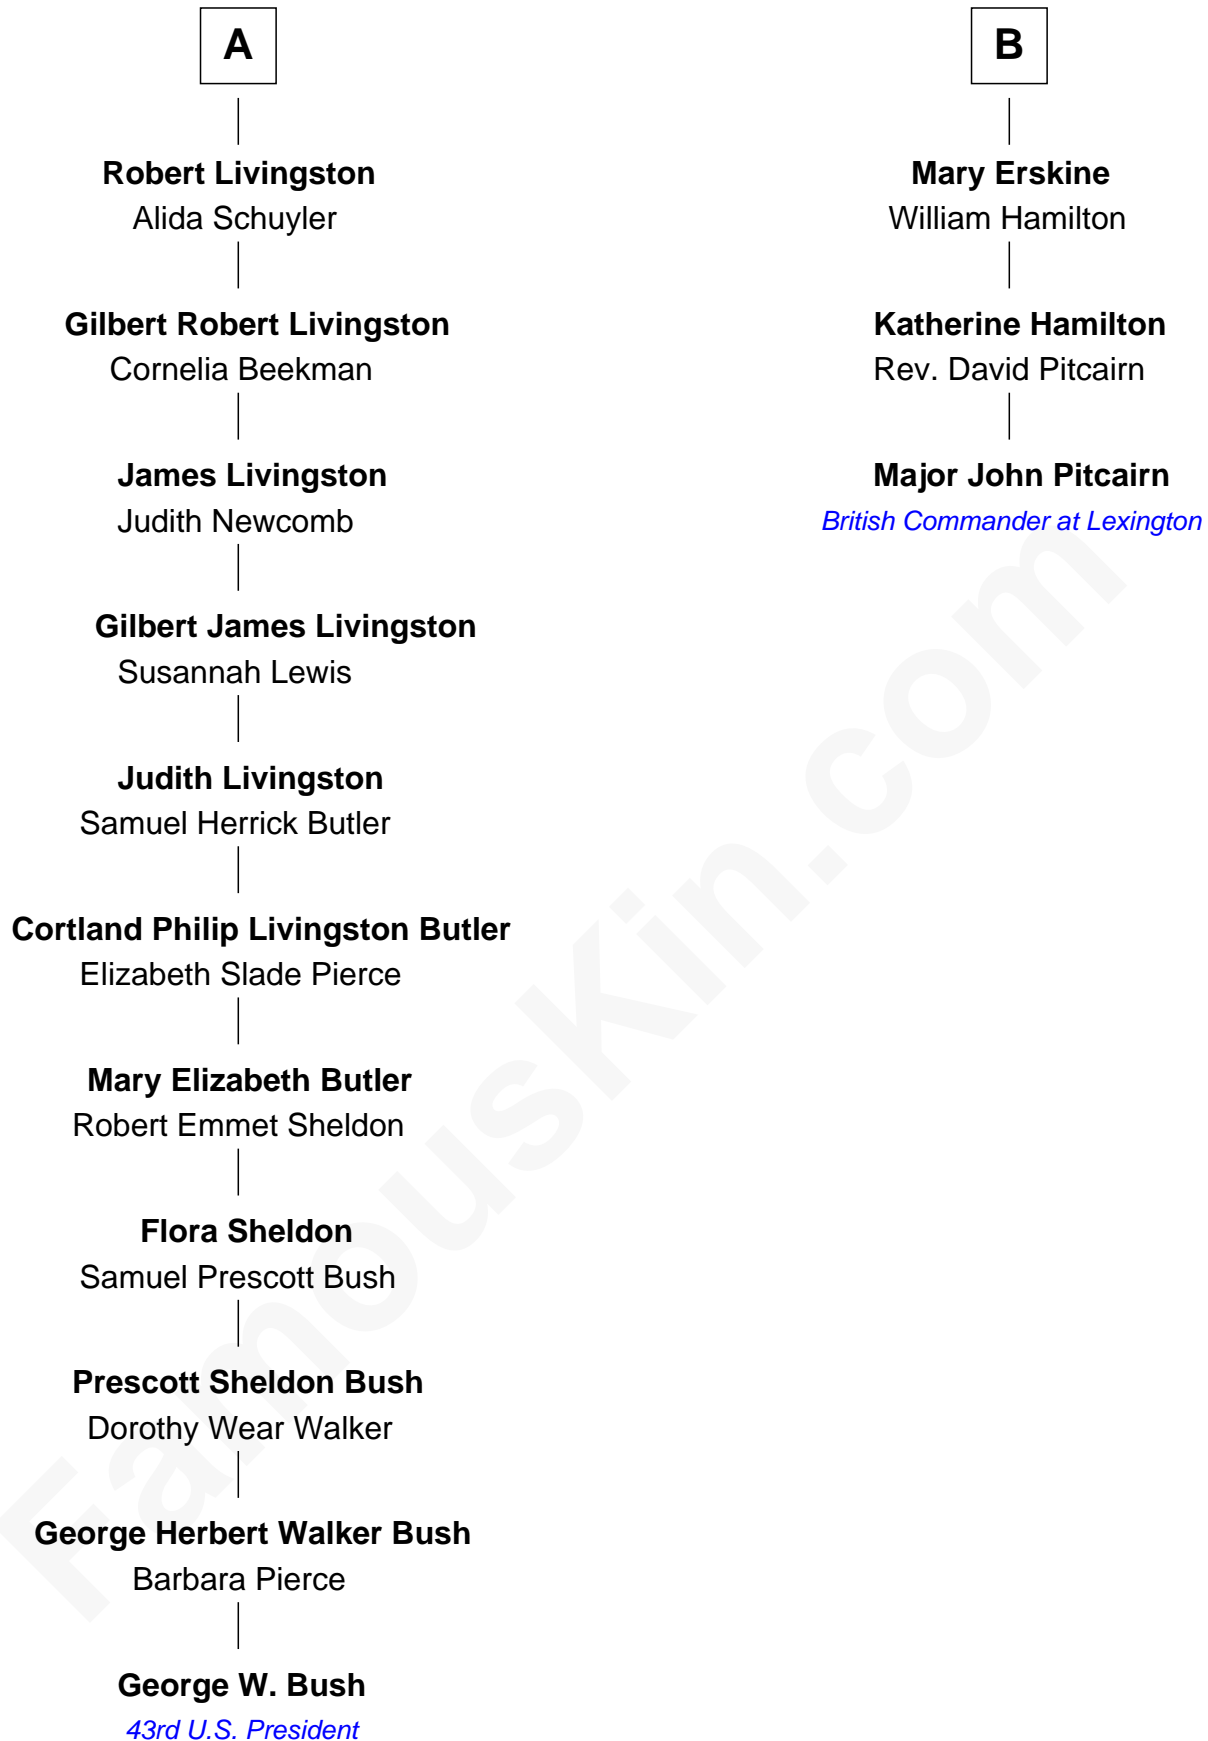 A
Robert Livingston
Alida Schuyler
Gilbert Robert Livingston
Cornelia Beekman
James Livingston
Judith Newcomb
Gilbert James Livingston
Susannah Lewis
Judith Livingston
Samuel Herrick Butler
Cortland Philip Livingston Butler
Elizabeth Slade Pierce
Mary Elizabeth Butler
Robert Emmet Sheldon
Flora Sheldon
Samuel Prescott Bush
Prescott Sheldon Bush
Dorothy Wear Walker
George Herbert Walker Bush
Barbara Pierce
George W. Bush
43rd U.S. President
B
Mary Erskine
William Hamilton
Katherine Hamilton
Rev. David Pitcairn
Major John Pitcairn
British Commander at Lexington
FamousKin.com